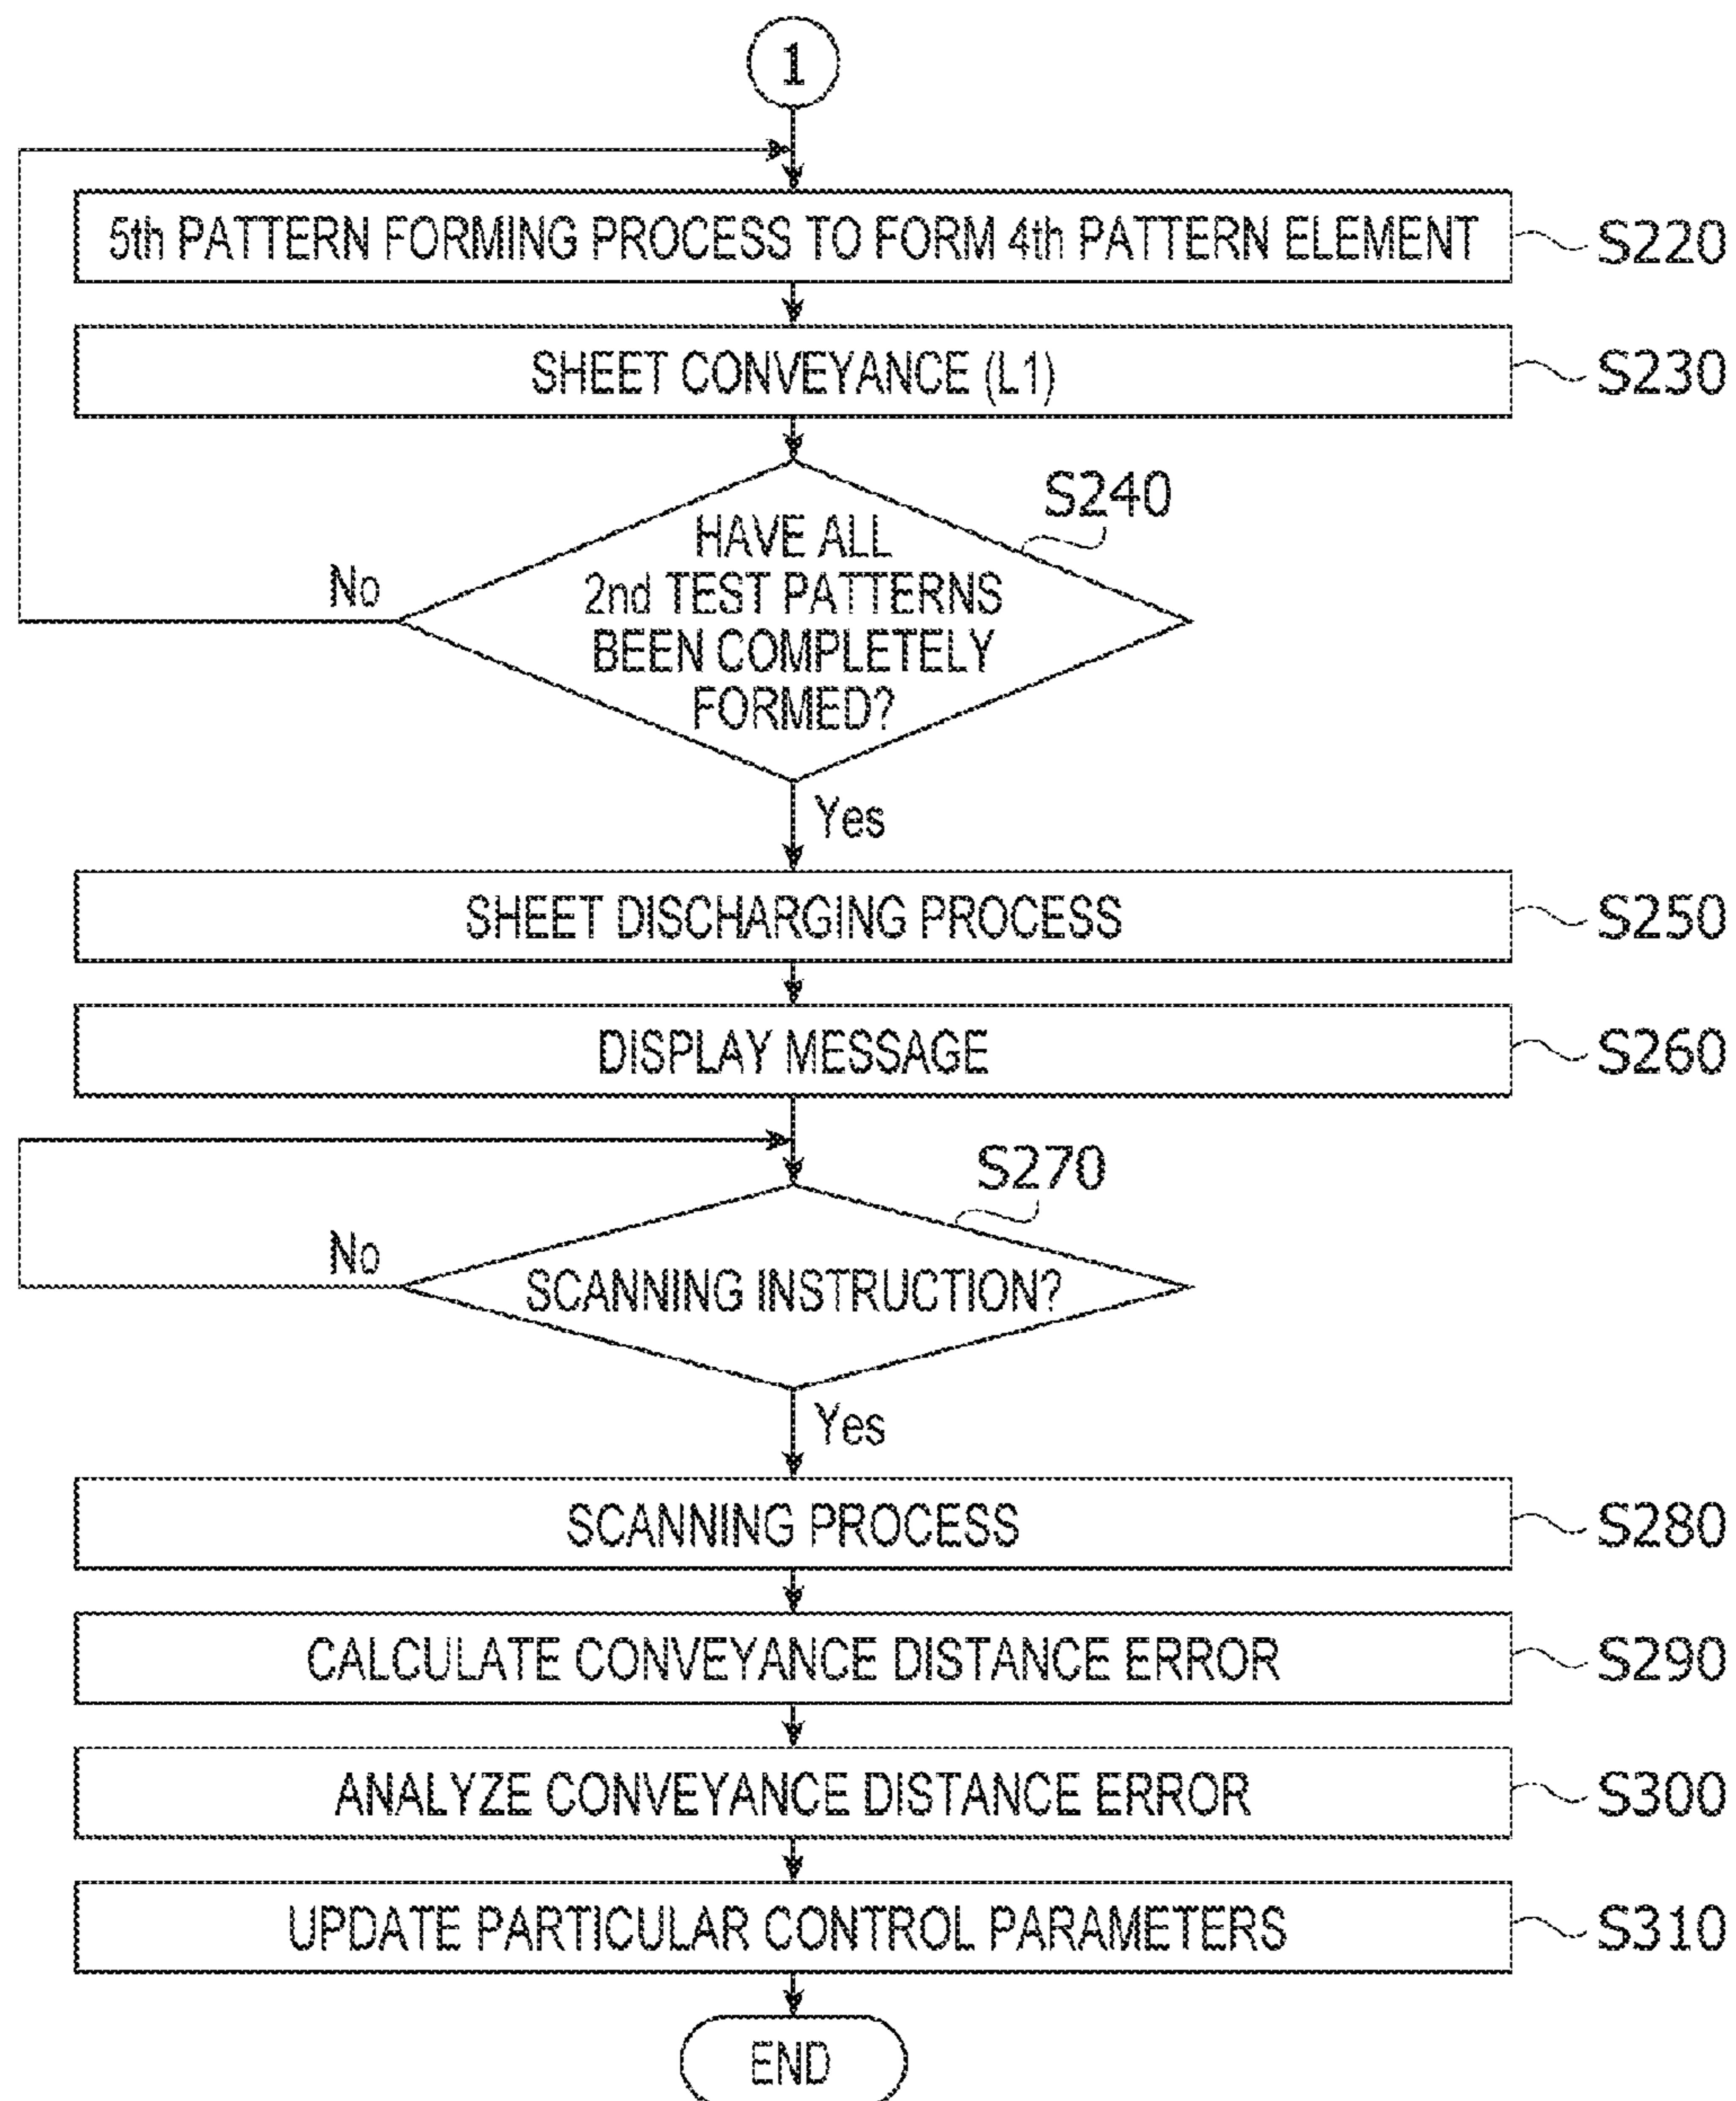 1
5th PATTERN FORMING PROCESS TO FORM 4th PATTERN ELEMENT
S220
SHEET CONVEYANCE (L1)
S230
S240
HAVE ALL
2nd TEST PATTERNS
BEEN COMPLETELY
FORMED?
No
Yes
SHEET DISCHARGING PROCESS
S250
DISPLAY MESSAGE
S260
S270
SCANNING INSTRUCTION?
No
Yes
SCANNING PROCESS
S280
CALCULATE CONVEYANCE DISTANCE ERROR
S290
ANALYZE CONVEYANCE DISTANCE ERROR
S300
UPDATE PARTICULAR CONTROL PARAMETERS
S310
END